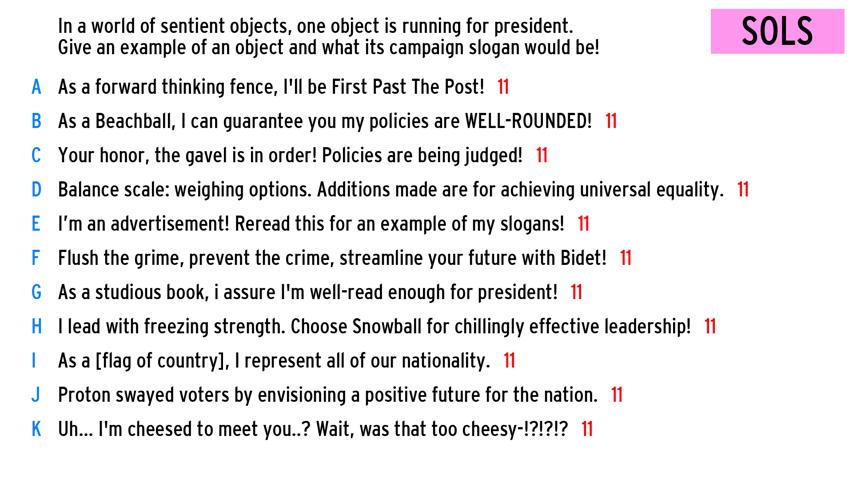 In a world of sentient objects, one object is running for president.
Give an example of an object and what its campaign slogan would be!
SOLS
A As a forward thinking fence, I'll be First Past The Post! 11
B As a Beachball, I can guarantee you my policies are WELL-ROUNDED! 11
C Your honor, the gavel is in order! Policies are being judged! 11
D Balance scale: weighing options. Additions made are for achieving universal equality. 11
E I’m an advertisement! Reread this for an example of my slogans! 11
F Flush the grime, prevent the crime, streamline your future with Bidet! 11
G As a studious book, i assure I'm well-read enough for president! 11
H I lead with freezing strength. Choose Snowball for chillingly effective leadership! 11
I As a [flag of country], I represent all of our nationality. 11
J Proton swayed voters by envisioning a positive future for the nation. 11
K Uh... I'm cheesed to meet you..? Wait, was that too cheesy-!?!?!? 11